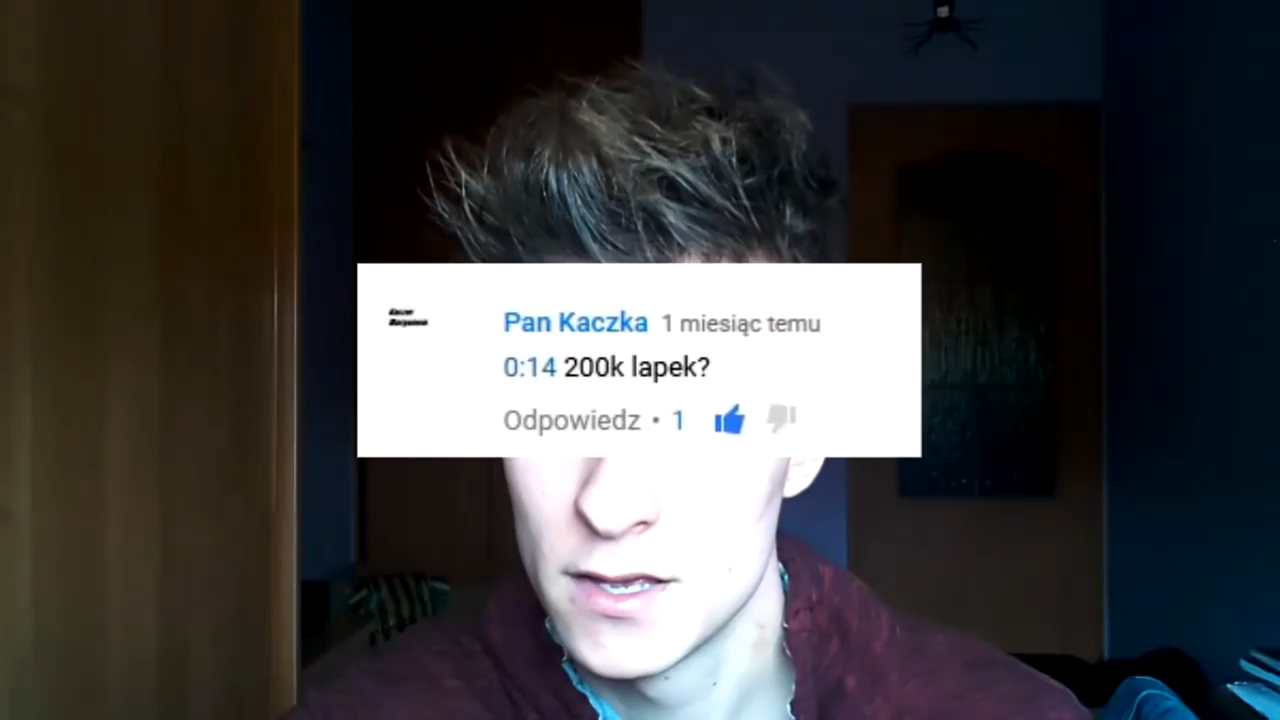 Pan Kaczka 1 miesiąc temu
0:14 200k lapek?
Odpowiedz • 1